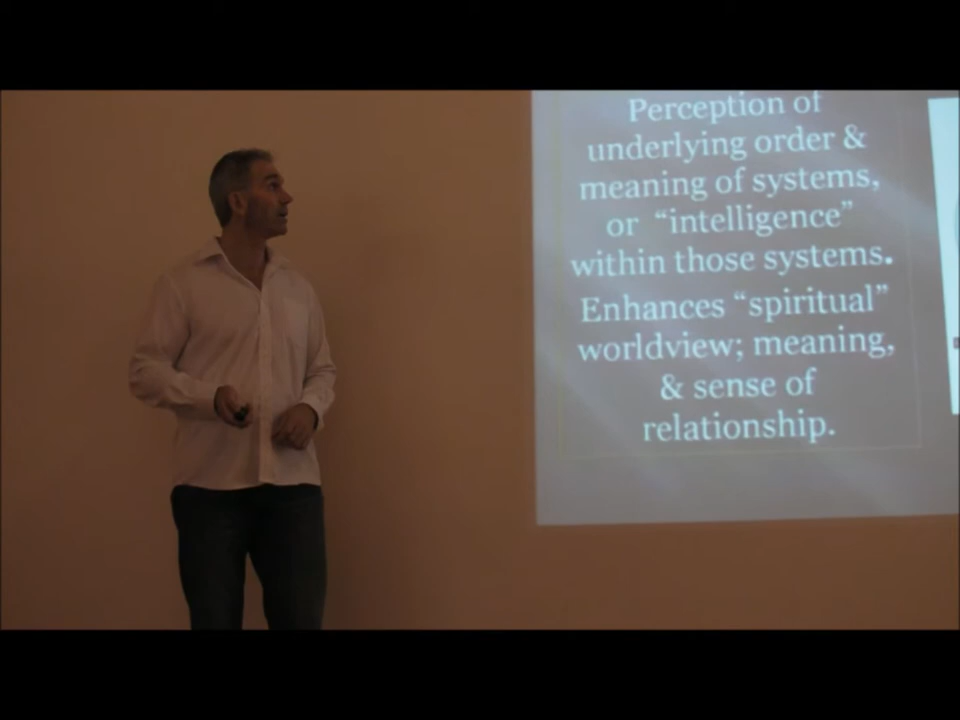 Perception of
underlying order &
meaning of systems,
or “intelligence”
within those systems.
Enhances “spiritual”
worldview; meaning,
& sense of
relationship.